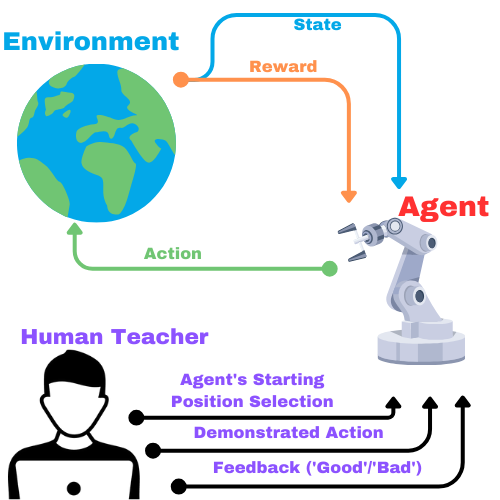 State
Environment
Reward
Agent
Action
Human Teacher
Agent's Starting
Position Selection
Demonstrated Action
Feedback ('Good'/'Bad')